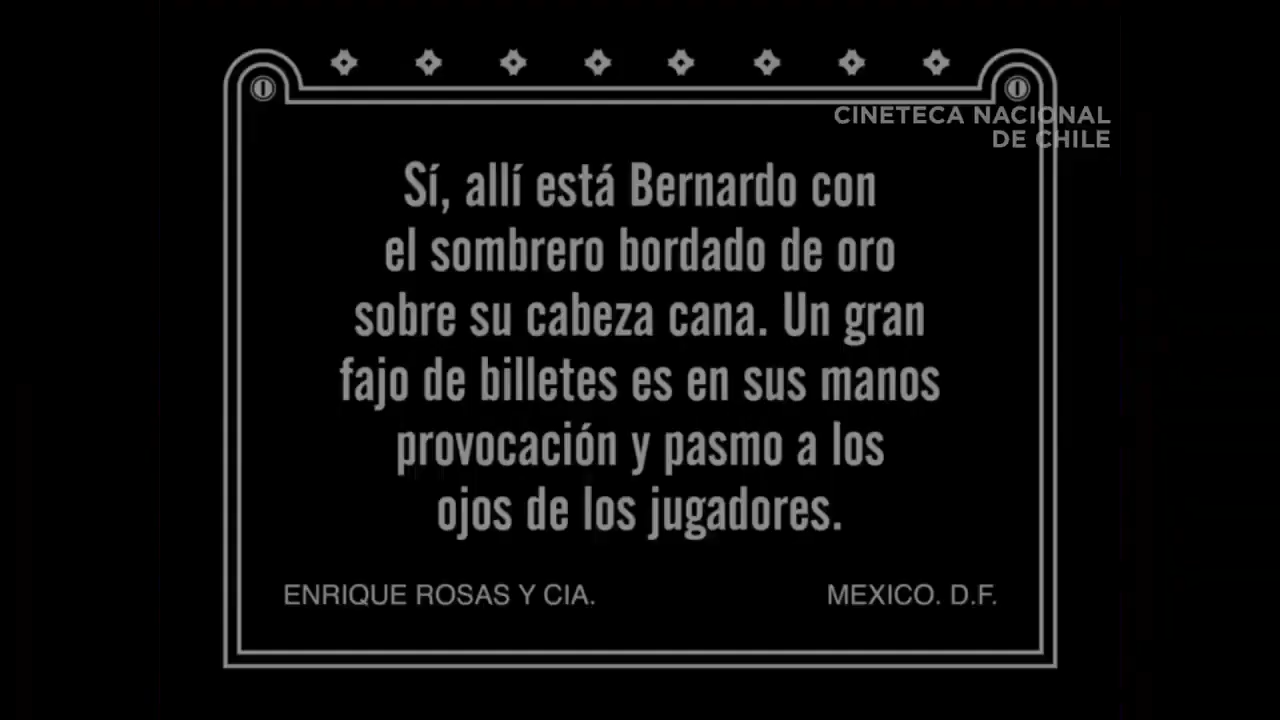 CINETECA NACIONAL
DE CHILE
Sí, allí está Bernardo con
el sombrero bordado de oro
sobre su cabeza cana. Un gran
fajo de billetes es en sus manos
provocación y pasmo a los
ojos de los jugadores.
ENRIQUE ROSAS Y CIA.
MEXICO. D.F.